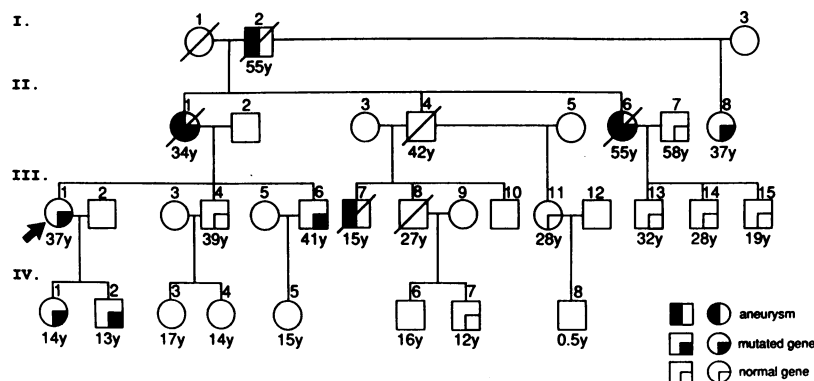 I.
1 2 3
55y
II.
1 2 3 4 5 6 7 8
34y 42y 55y 58y 37y
III.
1 2 3 4 5 6 7 8 9 10 11 12 13 14 15
37y 39y 41y 15y 27y 28y 32y 28y 19y
IV.
1 2 3 4 5 6 7 8
14y 13y 17y 14y 15y 16y 12y 0.5y
aneurysm
mutated gene
normal gene